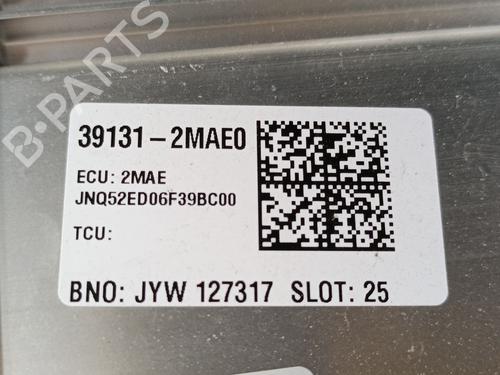 B-PARTS
39131-2MAE0
ECU: 2MAE
JNQ52ED06F39BC00
TCU:
BNO: JYW 127317 SLOT: 25